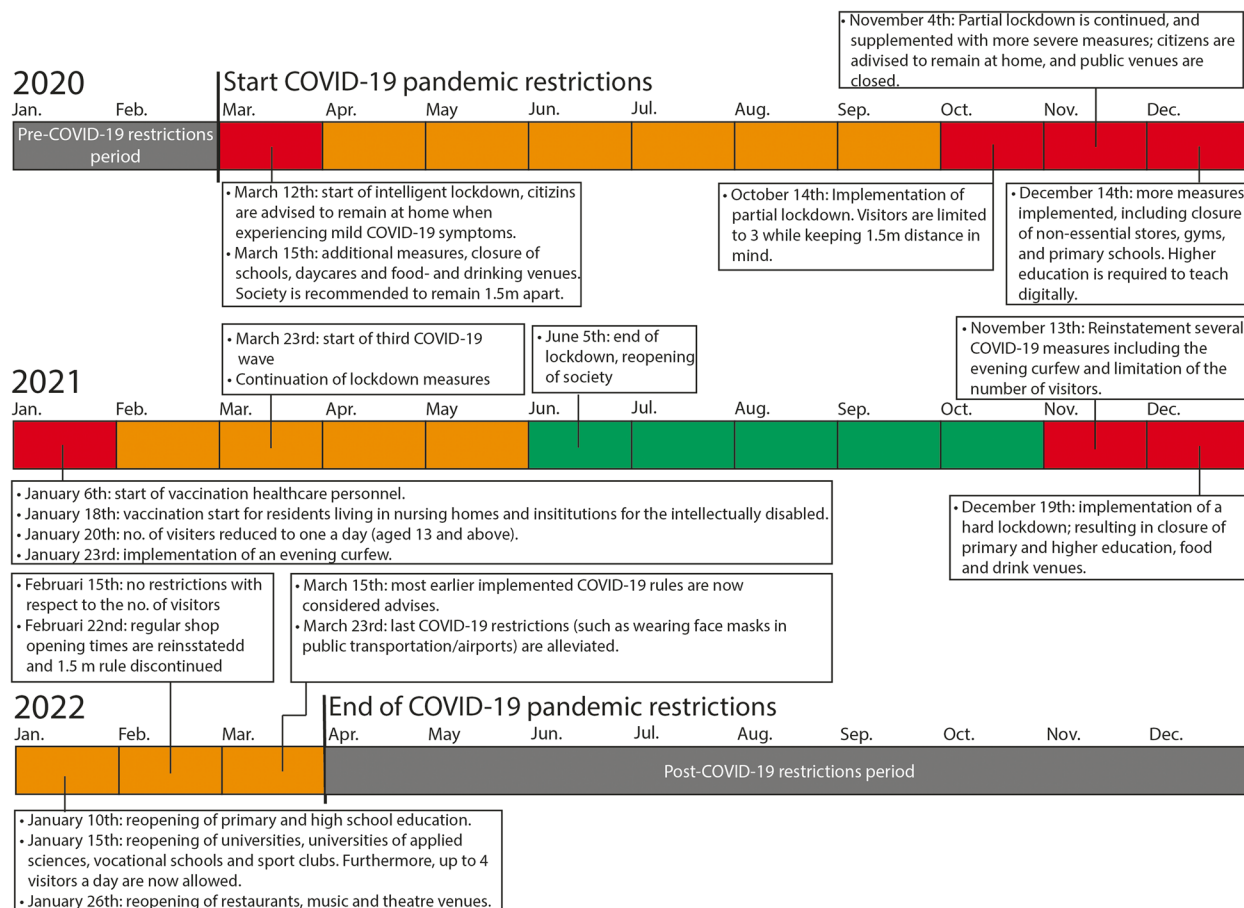 • November 4th: Partial lockdown is continued, and
supplemented with more severe measures; citizens are
advised to remain at home, and public venues are
closed.
2020
Start COVID-19 pandemic restrictions
Jan. Feb. Mar. Apr. May Jun. Jul. Aug. Sep. Oct. Nov. Dec.
Pre-COVID-19 restrictions
period
• March 12th: start of intelligent lockdown, citizins
are advised to remain at home when
experiencing mild COVID-19 symptoms.
• March 15th: additional measures, closure of
schools, daycares and food- and drinking venues.
Society is recommended to remain 1.5m apart.
• October 14th: Implementation of
partial lockdown. Visitors are limited
to 3 while keeping 1.5m distance in
mind.
• December 14th: more measures
implemented, including closure
of non-essential stores, gyms,
and primary schools. Higher
education is required to teach
digitally.
• March 23rd: start of third COVID-19
wave
• Continuation of lockdown measures
• June 5th: end of
lockdown, reopening
of society
• November 13th: Reinstatement several
COVID-19 measures including the
evening curfew and limitation of the
number of visitors.
2021
Jan. Feb. Mar. Apr. May Jun. Jul. Aug. Sep. Oct. Nov. Dec.
• January 6th: start of vaccination healthcare personnel.
• January 18th: vaccination start for residents living in nursing homes and insititutions for the intellectually disabled.
• January 20th: no. of visiters reduced to one a day (aged 13 and above).
• January 23rd: implementation of an evening curfew.
• December 19th: implementation of a
hard lockdown; resulting in closure of
primary and higher education, food
and drink venues.
• Februari 15th: no restrictions with
respect to the no. of visitors
• Februari 22nd: regular shop
opening times are reinsstatedd
and 1.5 m rule discontinued
• March 15th: most earlier implemented COVID-19 rules are now
considered advises.
• March 23rd: last COVID-19 restrictions (such as wearing face masks in
public transportation/airports) are alleviated.
2022
End of COVID-19 pandemic restrictions
Jan. Feb. Mar. Apr. May Jun. Jul. Aug. Sep. Oct. Nov. Dec.
Post-COVID-19 restrictions period
• January 10th: reopening of primary and high school education.
• January 15th: reopening of universities, universities of applied
sciences, vocational schools and sport clubs. Furthermore, up to 4
visitors a day are now allowed.
• January 26th: reopening of restaurants, music and theatre venues.